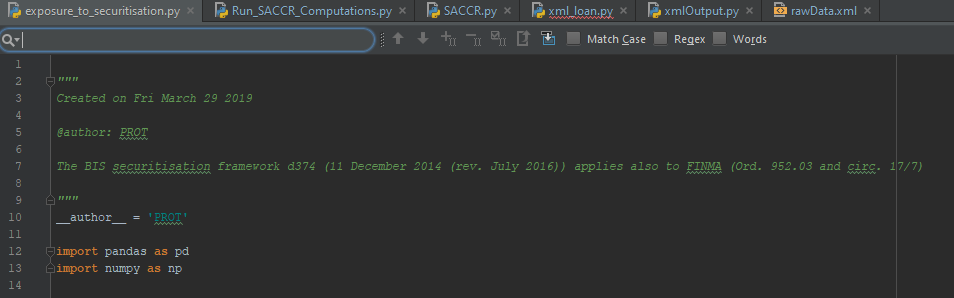 exposure_to_securitisation.py × Run_SACCR_Computations.py × SACCR.py × xml_loan.py × xmlOutput.py × rawData.xml ×
Match Case Regex Words
1
2 """
3 Created on Fri March 29 2019
4
5 @author: PROT
6
7 The BIS securitisation framework d374 (11 December 2014 (rev. July 2016)) applies also to FINMA (Ord. 952.03 and circ. 17/7)
8
9 """
10 __author__ = 'PROT'
11
12 import pandas as pd
13 import numpy as np
14